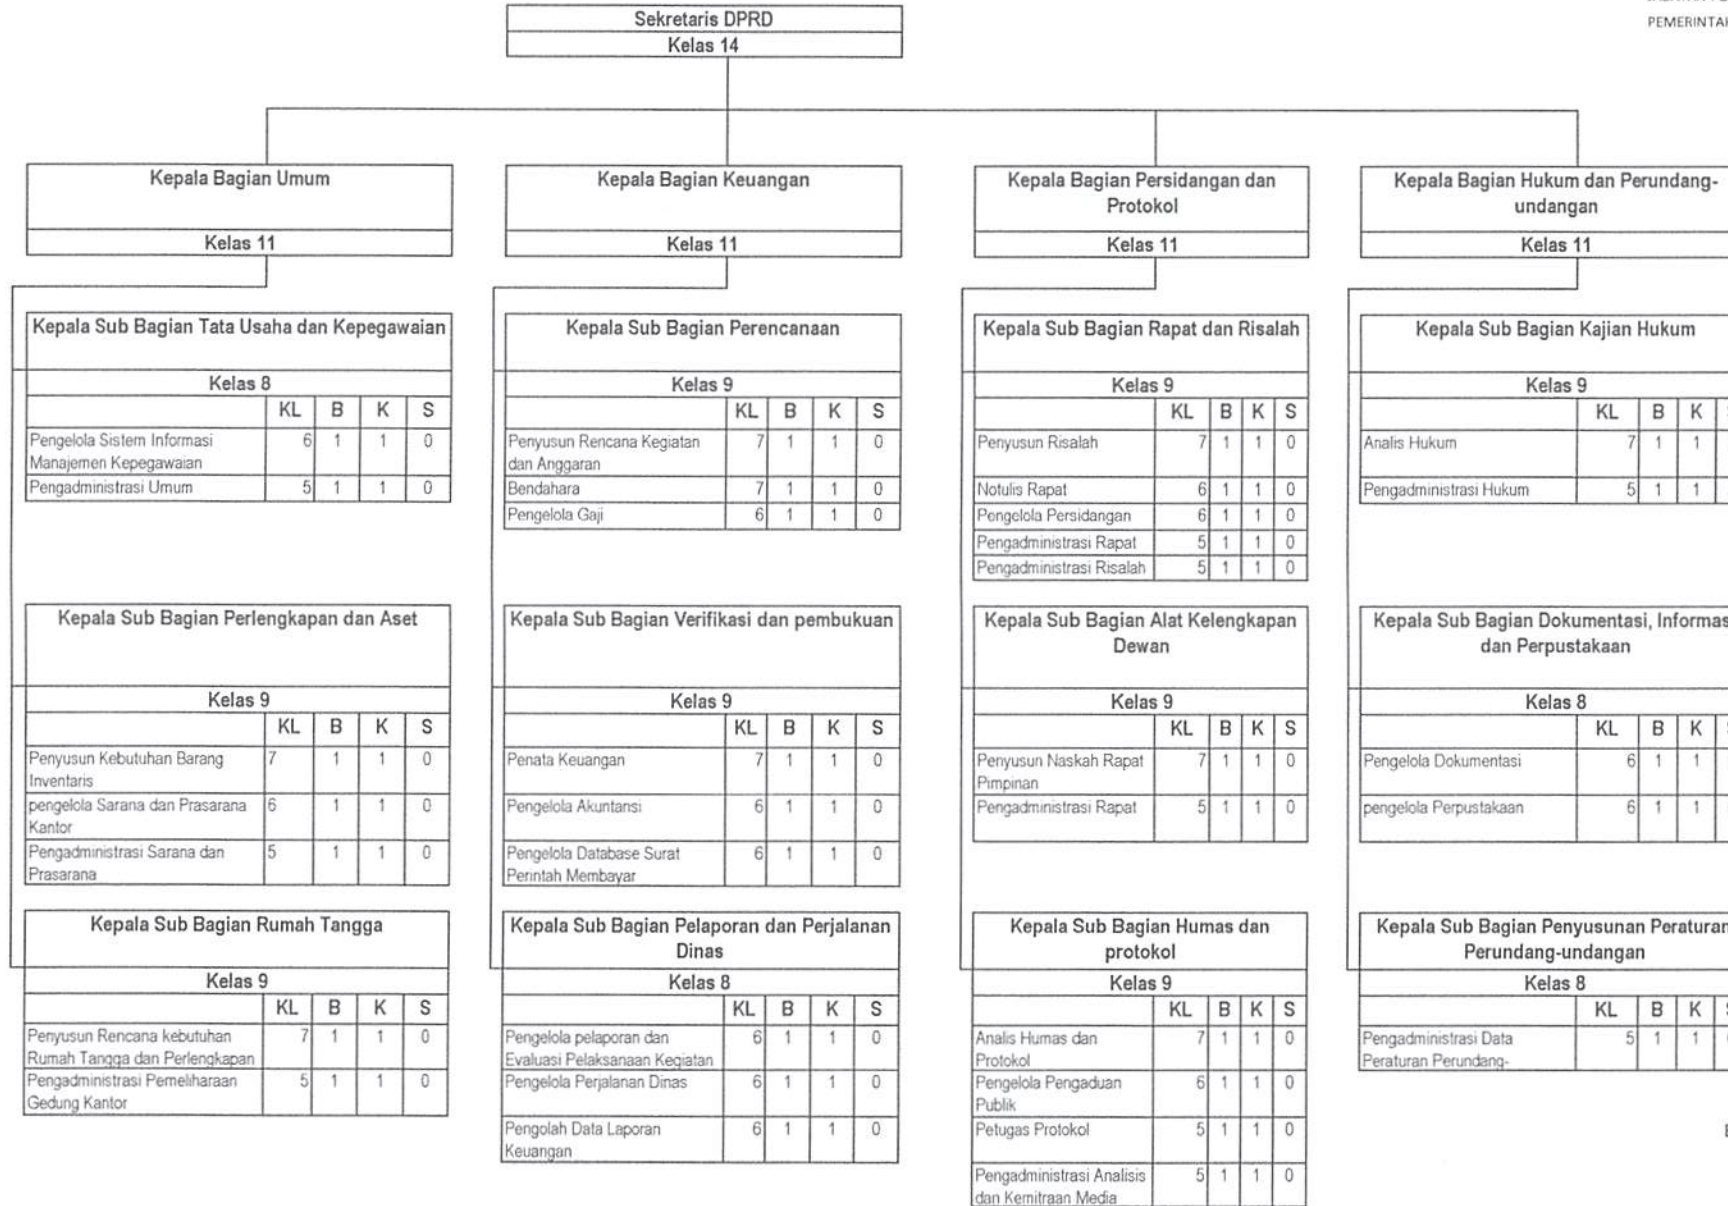 PEMERINTAH
Sekretaris DPRD
Kelas 14
Kepala Bagian Umum
Kelas 11
Kepala Sub Bagian Tata Usaha dan Kepegawaian
Kelas 8
KL B K S
Pengelola Sistem Informasi
Manajemen Kepegawaian 6 1 1 0
Pengadministrasi Umum 5 1 1 0
Kepala Sub Bagian Perlengkapan dan Aset
Kelas 9
KL B K S
Penyusun Kebutuhan Barang
Inventaris 7 1 1 0
pengelola Sarana dan Prasarana
Kantor 6 1 1 0
Pengadministrasi Sarana dan
Prasarana 5 1 1 0
Kepala Sub Bagian Rumah Tangga
Kelas 9
KL B K S
Penyusun Rencana kebutuhan
Rumah Tangga dan Perlengkapan 7 1 1 0
Pengadministrasi Pemeliharaan
Gedung Kantor 5 1 1 0
Kepala Bagian Keuangan
Kelas 11
Kepala Sub Bagian Perencanaan
Kelas 9
KL B K S
Penyusun Rencana Kegiatan
dan Anggaran 7 1 1 0
Bendahara 7 1 1 0
Pengelola Gaji 6 1 1 0
Kepala Sub Bagian Verifikasi dan pembukuan
Kelas 9
KL B K S
Penata Keuangan 7 1 1 0
Pengelola Akuntansi 6 1 1 0
Pengelola Database Surat
Perintah Membayar 6 1 1 0
Kepala Sub Bagian Pelaporan dan Perjalanan
Dinas
Kelas 8
KL B K S
Pengelola pelaporan dan
Evaluasi Pelaksanaan Kegiatan 6 1 1 0
Pengelola Perjalanan Dinas 6 1 1 0
Pengolah Data Laporan
Keuangan 6 1 1 0
Kepala Bagian Persidangan dan
Protokol
Kelas 11
Kepala Sub Bagian Rapat dan Risalah
Kelas 9
KL B K S
Penyusun Risalah 7 1 1 0
Notulis Rapat 6 1 1 0
Pengelola Persidangan 6 1 1 0
Pengadministrasi Rapat 5 1 1 0
Pengadministrasi Risalah 5 1 1 0
Kepala Sub Bagian Alat Kelengkapan
Dewan
Kelas 9
KL B K S
Penyusun Naskah Rapat
Pimpinan 7 1 1 0
Pengadministrasi Rapat 5 1 1 0
Kepala Sub Bagian Humas dan
protokol
Kelas 9
KL B K S
Analis Humas dan
Protokol 7 1 1 0
Pengelola Pengaduan
Publik 6 1 1 0
Petugas Protokol 5 1 1 0
Pengadministrasi Analisis
dan Kemitraan Media 5 1 1 0
Kepala Bagian Hukum dan Perundang-
undangan
Kelas 11
Kepala Sub Bagian Kajian Hukum
Kelas 9
KL B K
Analis Hukum 7 1 1
Pengadministrasi Hukum 5 1 1
Kepala Sub Bagian Dokumentasi, Informas
dan Perpustakaan
Kelas 8
KL B K
Pengelola Dokumentasi 6 1 1
pengelola Perpustakaan 6 1 1
Kepala Sub Bagian Penyusunan Peraturan
Perundang-undangan
Kelas 8
KL B K
Pengadministrasi Data
Peraturan Perundang- 5 1 1